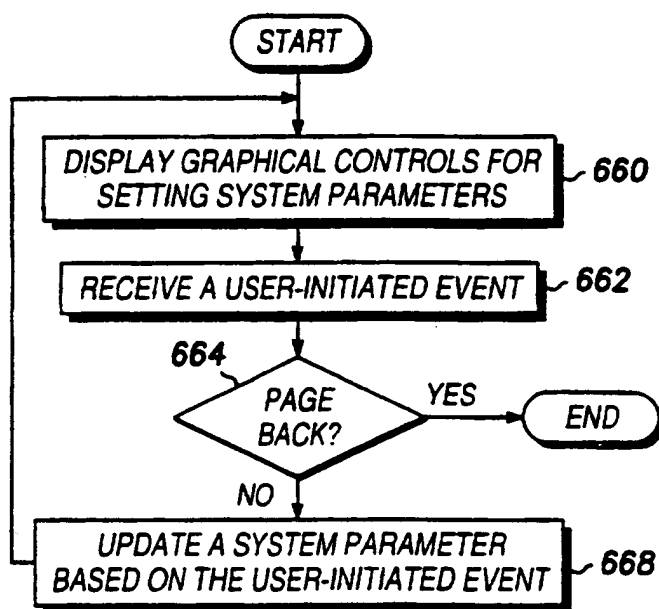 START
DISPLAY GRAPHICAL CONTROLS FOR
SETTING SYSTEM PARAMETERS
660
RECEIVE A USER-INITIATED EVENT
662
664
PAGE
BACK?
YES
END
NO
UPDATE A SYSTEM PARAMETER
BASED ON THE USER-INITIATED EVENT
668